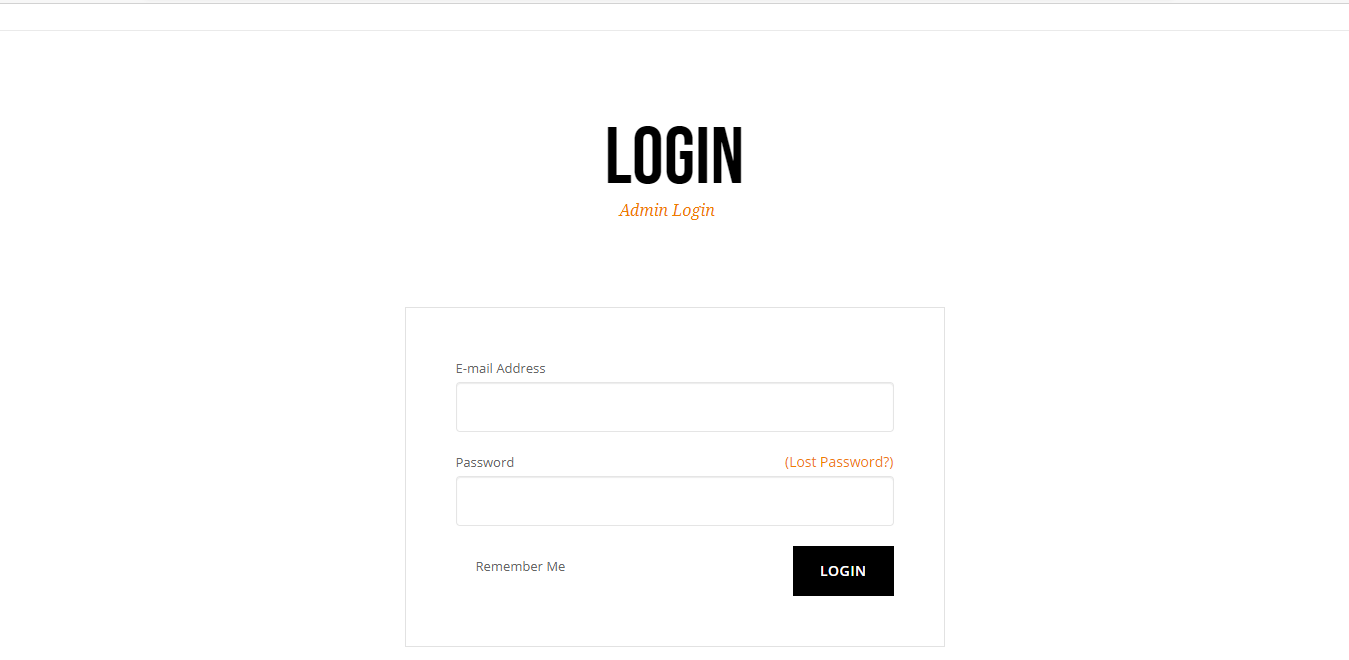 LOGIN
Admin Login
E-mail Address
Password (Lost Password?)
Remember Me LOGIN